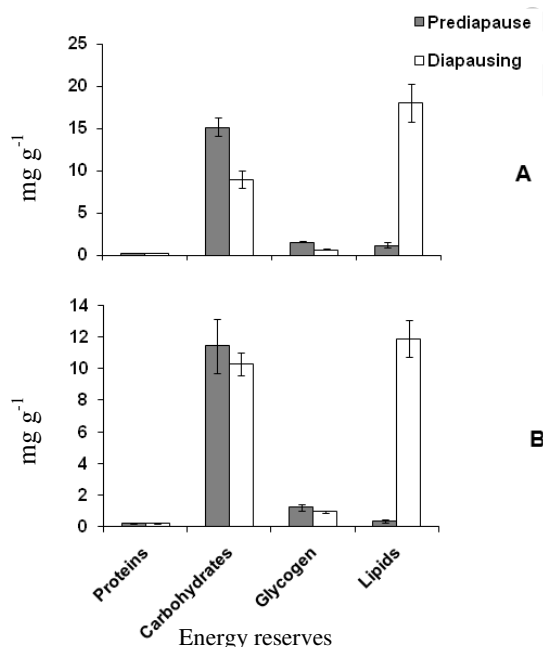 Prediapause
Diapausing
25
20
15
10
5
0
mg g⁻¹
A
14
12
10
8
6
4
2
0
mg g⁻¹
B
Proteins
Carbohydrates
Glycogen
Lipids
Energy reserves